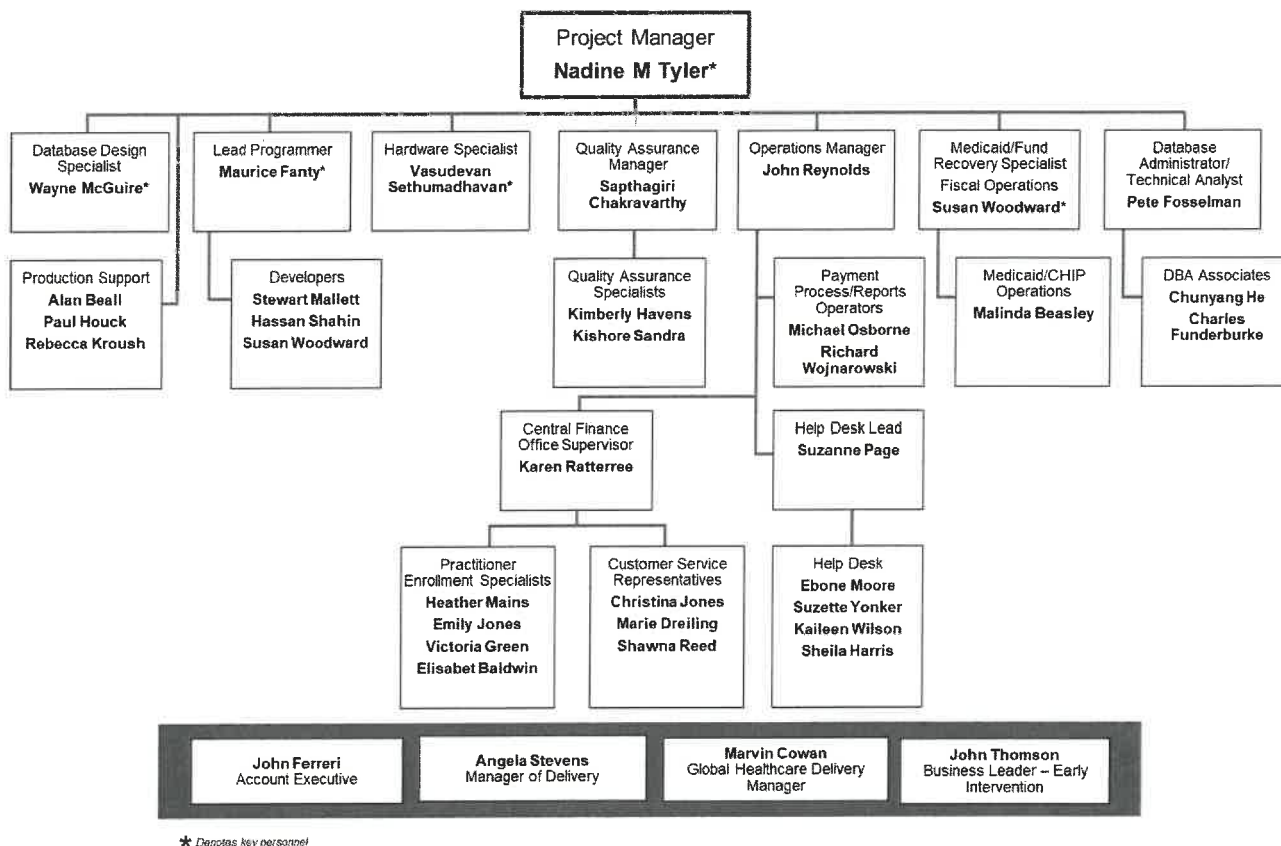 Project Manager
Nadine M Tyler*
Database Design
Specialist
Wayne McGuire*
Lead Programmer
Maurice Fanty*
Hardware Specialist
Vasudevan
Sethumadhavan*
Quality Assurance
Manager
Sapthagiri
Chakravarthy
Operations Manager
John Reynolds
Medicaid/Fund
Recovery Specialist
Fiscal Operations
Susan Woodward*
Database
Administrator/
Technical Analyst
Pete Fosselman
Production Support
Alan Beall
Paul Houck
Rebecca Kroush
Developers
Stewart Mallett
Hassan Shahin
Susan Woodward
Quality Assurance
Specialists
Kimberly Havens
Kishore Sandra
Payment
Process/Reports
Operators
Michael Osborne
Richard
Wojnarowski
Medicaid/CHIP
Operations
Malinda Beasley
DBA Associates
Chunyang He
Charles
Funderburke
Central Finance
Office Supervisor
Karen Ratterree
Help Desk Lead
Suzanne Page
Practitioner
Enrollment Specialists
Heather Mains
Emily Jones
Victoria Green
Elisabet Baldwin
Customer Service
Representatives
Christina Jones
Marie Dreiling
Shawna Reed
Help Desk
Ebone Moore
Suzette Yonker
Kaileen Wilson
Sheila Harris
John Ferreri
Account Executive
Angela Stevens
Manager of Delivery
Marvin Cowan
Global Healthcare Delivery
Manager
John Thomson
Business Leader – Early
Intervention
* Denotes key personnel